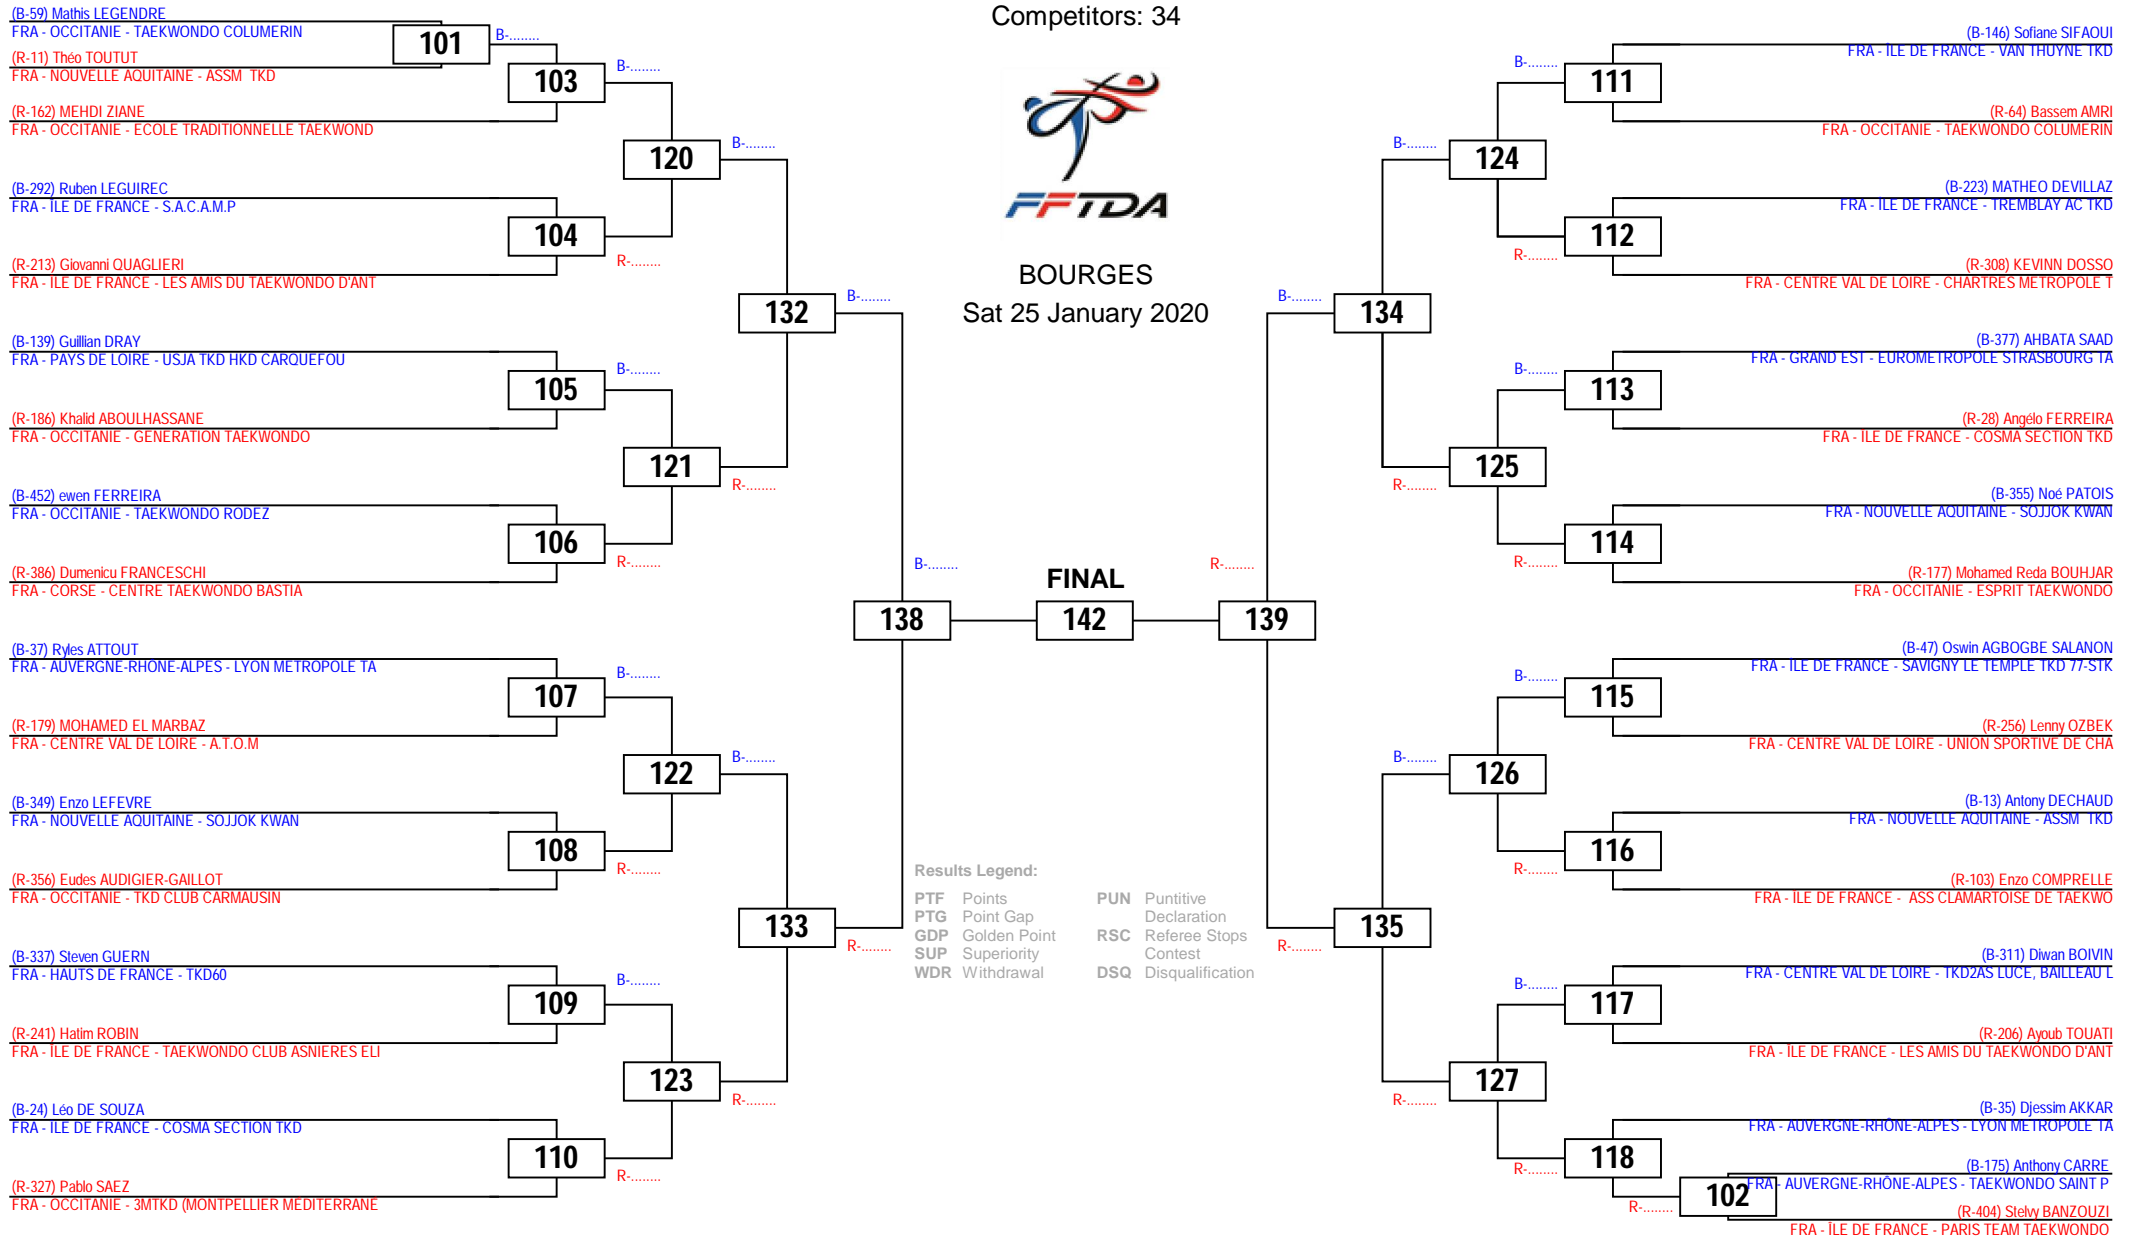 Competitors: 34
FFTDA
BOURGES
Sat 25 January 2020
(B-59) Mathis LEGENDRE
FRA - OCCITANIE - TAEKWONDO COLUMERIN
101
B-........
(R-11) Théo TOUTUT
FRA - NOUVELLE AQUITAINE - ASSM TKD
103
B-........
(R-162) MEHDI ZIANE
FRA - OCCITANIE - ECOLE TRADITIONNELLE TAEKWOND
120
B-........
(B-292) Ruben LEGUIREC
FRA - ÎLE DE FRANCE - S.A.C.A.M.P
104
R-........
(R-213) Giovanni QUAGLIERI
FRA - ÎLE DE FRANCE - LES AMIS DU TAEKWONDO D'ANT
132
B-........
(B-139) Guillian DRAY
FRA - PAYS DE LOIRE - USJA TKD HKD CARQUEFOU
105
B-........
(R-186) Khalid ABOULHASSANE
FRA - OCCITANIE - GENERATION TAEKWONDO
121
R-........
(B-452) ewen FERREIRA
FRA - OCCITANIE - TAEKWONDO RODEZ
106
R-........
(R-386) Dumenicu FRANCESCHI
FRA - CORSE - CENTRE TAEKWONDO BASTIA
138
B-........
(B-37) Ryles ATTOUT
FRA - AUVERGNE-RHÔNE-ALPES - LYON METROPOLE TA
107
B-........
(R-179) MOHAMED EL MARBAZ
FRA - CENTRE VAL DE LOIRE - A.T.O.M
122
B-........
(B-349) Enzo LEFEVRE
FRA - NOUVELLE AQUITAINE - SOJJOK KWAN
108
R-........
(R-356) Eudes AUDIGIER-GAILLOT
FRA - OCCITANIE - TKD CLUB CARMAUSIN
133
R-........
(B-337) Steven GUERN
FRA - HAUTS DE FRANCE - TKD60
109
B-........
(R-241) Hatim ROBIN
FRA - ÎLE DE FRANCE - TAEKWONDO CLUB ASNIERES ELI
123
R-........
(B-24) Léo DE SOUZA
FRA - ÎLE DE FRANCE - COSMA SECTION TKD
110
R-........
(R-327) Pablo SAEZ
FRA - OCCITANIE - 3MTKD (MONTPELLIER MEDITERRANE
FINAL
142
Results Legend:
PTF Points
PTG Point Gap
GDP Golden Point
SUP Superiority
WDR Withdrawal
PUN Puntitive
Declaration
RSC Referee Stops
Contest
DSQ Disqualification
(B-146) Sofiane SIFAOUI
FRA - ÎLE DE FRANCE - VAN THUYNE TKD
B-........
111
(R-64) Bassem AMRI
FRA - OCCITANIE - TAEKWONDO COLUMERIN
B-........
124
(B-223) MATHEO DEVILLAZ
FRA - ÎLE DE FRANCE - TREMBLAY AC TKD
112
R-........
(R-308) KEVINN DOSSO
FRA - CENTRE VAL DE LOIRE - CHARTRES METROPOLE T
B-........
134
(B-377) AHBATA SAAD
FRA - GRAND EST - EUROMETROPOLE STRASBOURG TA
B-........
113
(R-28) Angélo FERREIRA
FRA - ÎLE DE FRANCE - COSMA SECTION TKD
125
R-........
(B-355) Noé PATOIS
FRA - NOUVELLE AQUITAINE - SOJJOK KWAN
114
R-........
(R-177) Mohamed Reda BOUHJAR
FRA - OCCITANIE - ESPRIT TAEKWONDO
R-........
139
(B-47) Oswin AGBOGBE SALANON
FRA - ÎLE DE FRANCE - SAVIGNY LE TEMPLE TKD 77-STK
B-........
115
(R-256) Lenny OZBEK
FRA - CENTRE VAL DE LOIRE - UNION SPORTIVE DE CHA
B-........
126
(B-13) Antony DECHAUD
FRA - NOUVELLE AQUITAINE - ASSM TKD
116
R-........
(R-103) Enzo COMPRELLE
FRA - ÎLE DE FRANCE - ASS CLAMARTOISE DE TAEKWO
135
R-........
(B-311) Diwan BOIVIN
FRA - CENTRE VAL DE LOIRE - TKD2AS LUCE, BAILLEAU L
B-........
117
(R-206) Ayoub TOUATI
FRA - ÎLE DE FRANCE - LES AMIS DU TAEKWONDO D'ANT
127
R-........
(B-35) Djessim AKKAR
FRA - AUVERGNE-RHÔNE-ALPES - LYON METROPOLE TA
118
R-........
(B-175) Anthony CARRE
FRA - AUVERGNE-RHÔNE-ALPES - TAEKWONDO SAINT P
102
R-........
(R-404) Stelvy BANZOUZI
FRA - ÎLE DE FRANCE - PARIS TEAM TAEKWONDO